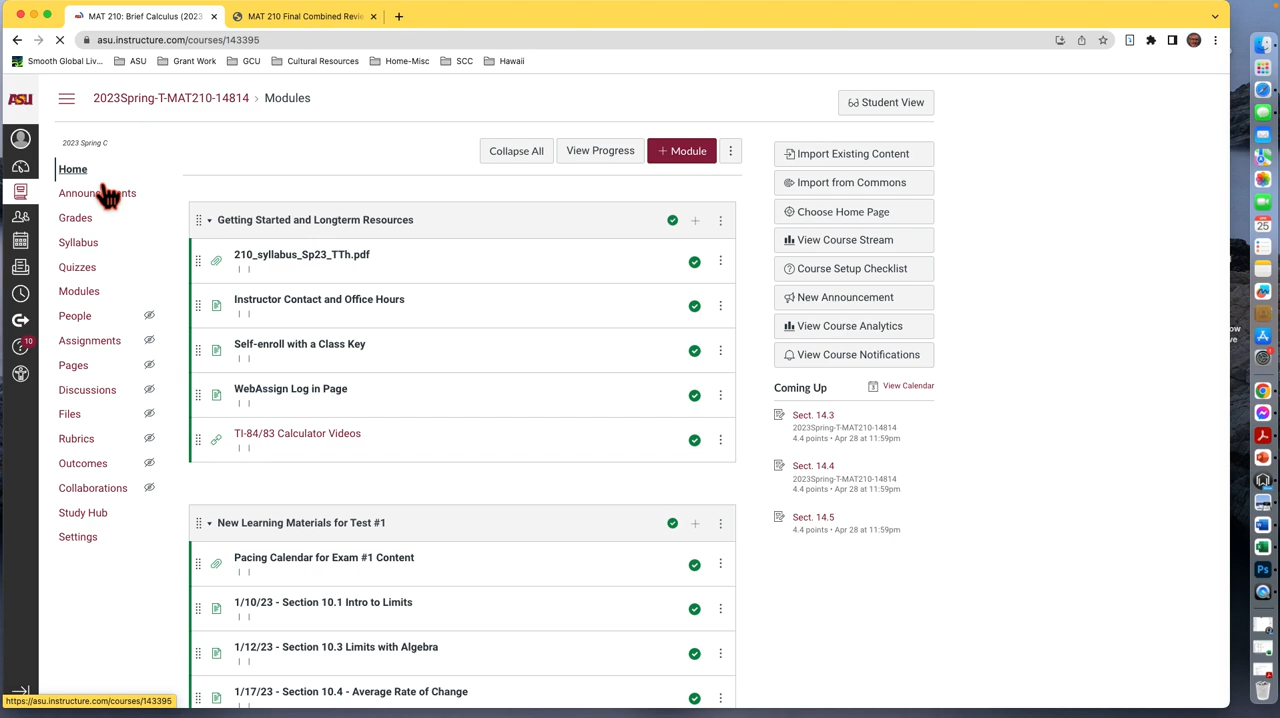 MAT 210: Brief Calculus (2023
MAT 210 Final Combined Revie
asu.instructure.com/courses/143395
Smooth Global Liv...
ASU
Grant Work
GCU
Cultural Resources
Home-Misc
SCC
Hawaii
ASU
2023Spring-T-MAT210-14814 › Modules
Student View
2023 Spring C
Home
Announcements
Grades
Syllabus
Quizzes
Modules
People
Assignments
Pages
Discussions
Files
Rubrics
Outcomes
Collaborations
Study Hub
Settings
10
Collapse All
View Progress
+ Module
Getting Started and Longterm Resources
210_syllabus_Sp23_TTh.pdf
Instructor Contact and Office Hours
Self-enroll with a Class Key
WebAssign Log in Page
TI-84/83 Calculator Videos
New Learning Materials for Test #1
Pacing Calendar for Exam #1 Content
1/10/23 - Section 10.1 Intro to Limits
1/12/23 - Section 10.3 Limits with Algebra
1/17/23 - Section 10.4 - Average Rate of Change
Import Existing Content
Import from Commons
Choose Home Page
View Course Stream
Course Setup Checklist
New Announcement
View Course Analytics
View Course Notifications
Coming Up
View Calendar
Sect. 14.3
2023Spring-T-MAT210-14814
4.4 points • Apr 28 at 11:59pm
Sect. 14.4
2023Spring-T-MAT210-14814
4.4 points • Apr 28 at 11:59pm
Sect. 14.5
4.4 points • Apr 28 at 11:59pm
https://asu.instructure.com/courses/143395
25
Ps